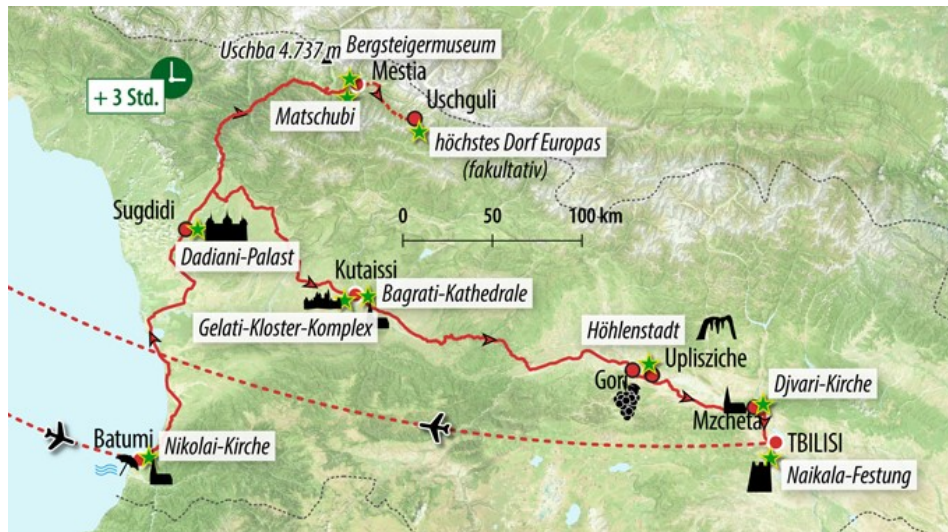 Uschba 4.737 m
Bergsteigermuseum
Mestia
+ 3 Std.
Matschubi
Uschguli
höchstes Dorf Europas
(fakultativ)
Sugdidi
0 50 100 km
Dadiani-Palast
Kutaissi
Bagrati-Kathedrale
Gelati-Kloster-Komplex
Höhlenstadt
Uplisziche
Gori
Djvari-Kirche
Mzcheta
Batumi
Nikolai-Kirche
TBILISI
Naikala-Festung